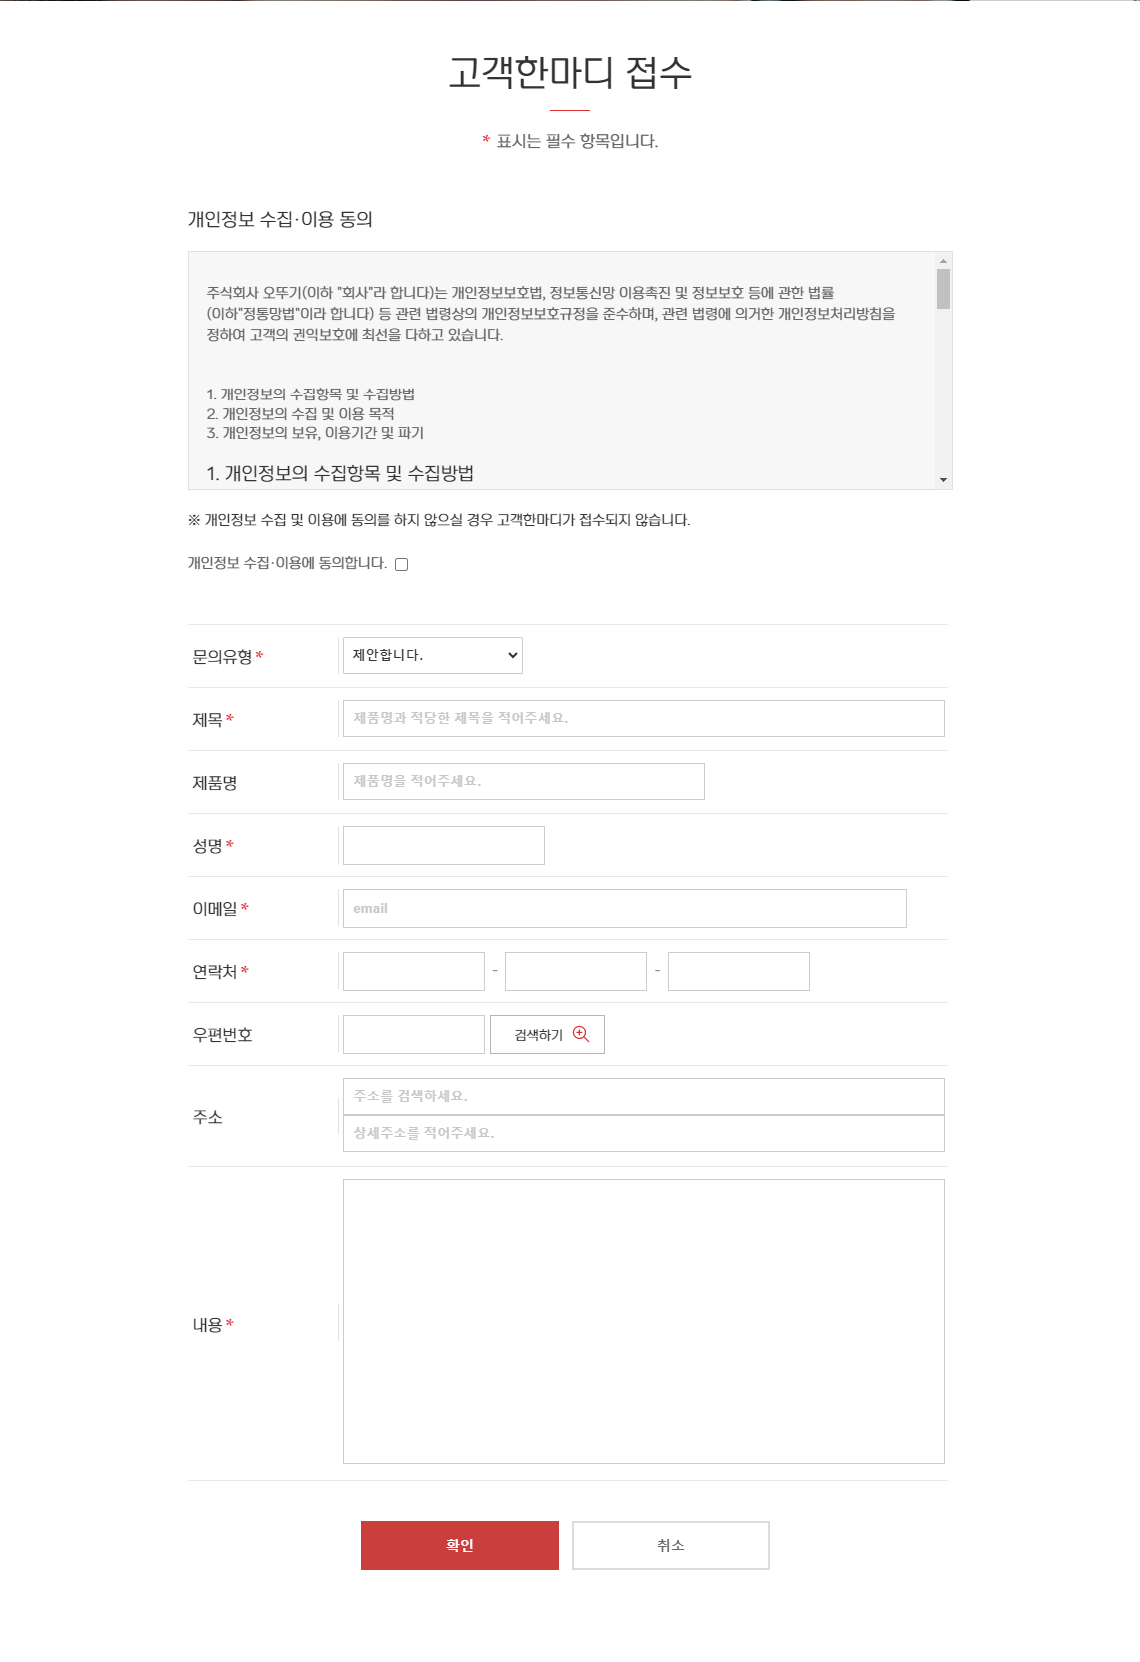 고객한마디 접수
* 표시는 필수 항목입니다.
개인정보 수집·이용 동의
주식회사 오뚜기(이하 "회사"라 합니다)는 개인정보보호법, 정보통신망 이용촉진 및 정보보호 등에 관한 법률
(이하"정통망법"이라 합니다) 등 관련 법령상의 개인정보보호규정을 준수하며, 관련 법령에 의거한 개인정보처리방침을
정하여 고객의 권익보호에 최선을 다하고 있습니다.
1. 개인정보의 수집항목 및 수집방법
2. 개인정보의 수집 및 이용 목적
3. 개인정보의 보유, 이용기간 및 파기
1. 개인정보의 수집항목 및 수집방법
※ 개인정보 수집 및 이용에 동의를 하지 않으실 경우 고객한마디가 접수되지 않습니다.
개인정보 수집·이용에 동의합니다.
문의유형 * 제안합니다.
제목 * 제품명과 적당한 제목을 적어주세요.
제품명 제품명을 적어주세요.
성명 *
이메일 * email
연락처 * - -
우편번호 검색하기
주소 주소를 검색하세요.
상세주소를 적어주세요.
내용 *
확인 취소